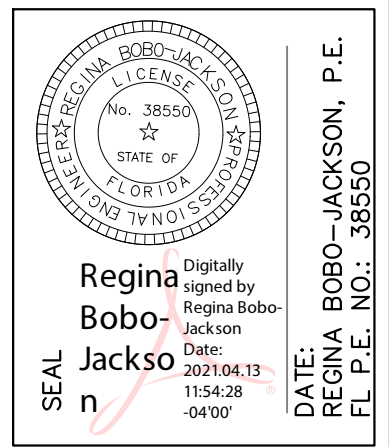 REGINA BOBO-JACKSON
LICENSE
No. 38550
STATE OF
FLORIDA
PROFESSIONAL ENGINEER
SEAL
Regina
Bobo-
Jackso
n
Digitally
signed by
Regina Bobo-
Jackson
Date:
2021.04.13
11:54:28
-04'00'
®
DATE:
REGINA BOBO-JACKSON, P.E.
FL P.E. NO.: 38550